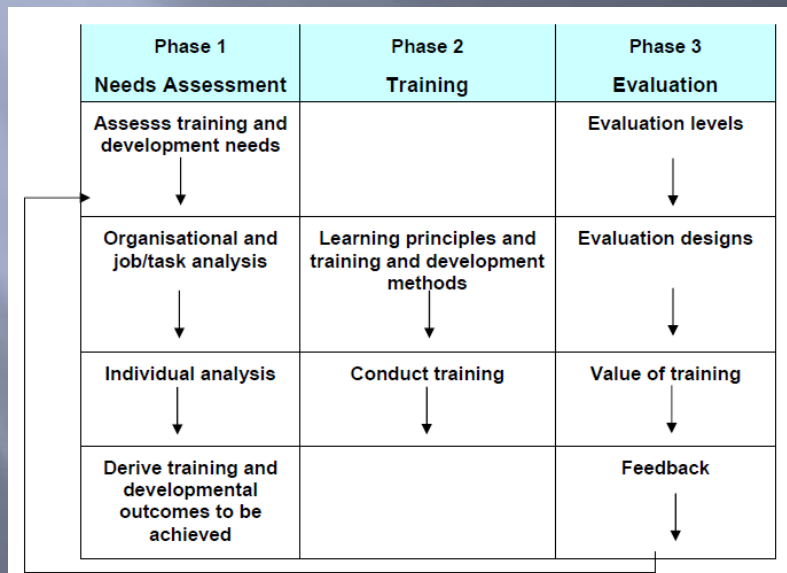 Phase 1
Needs Assessment
Phase 2
Training
Phase 3
Evaluation
Assesss training and
development needs
Evaluation levels
Organisational and
job/task analysis
Learning principles and
training and development
methods
Evaluation designs
Individual analysis
Conduct training
Value of training
Derive training and
developmental
outcomes to be
achieved
Feedback